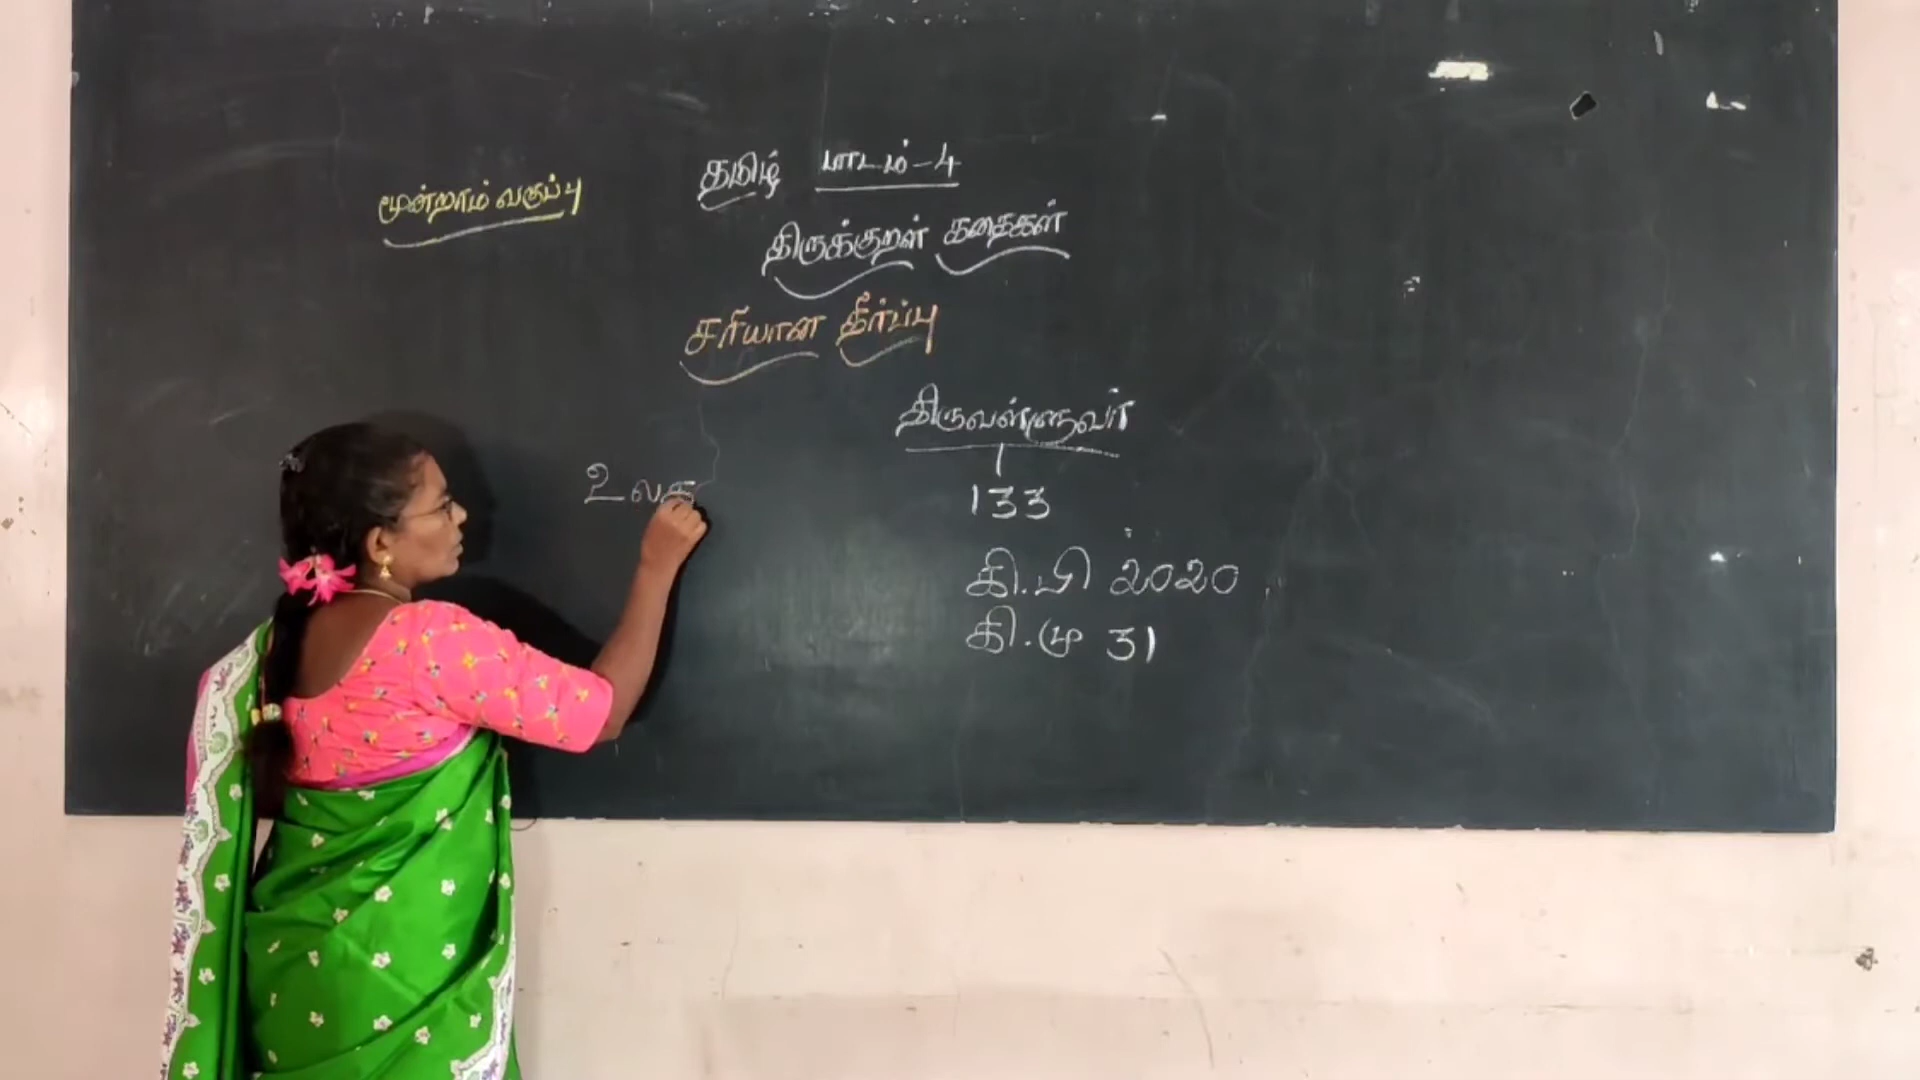 மூன்றாம் வகுப்பு
தமிழ் பாடம் - 4
திருக்குறள் கதைகள்
சரியான தீர்ப்பு
திருவள்ளுவர்
133
உலக
கி.பி 2020
கி.மு 31